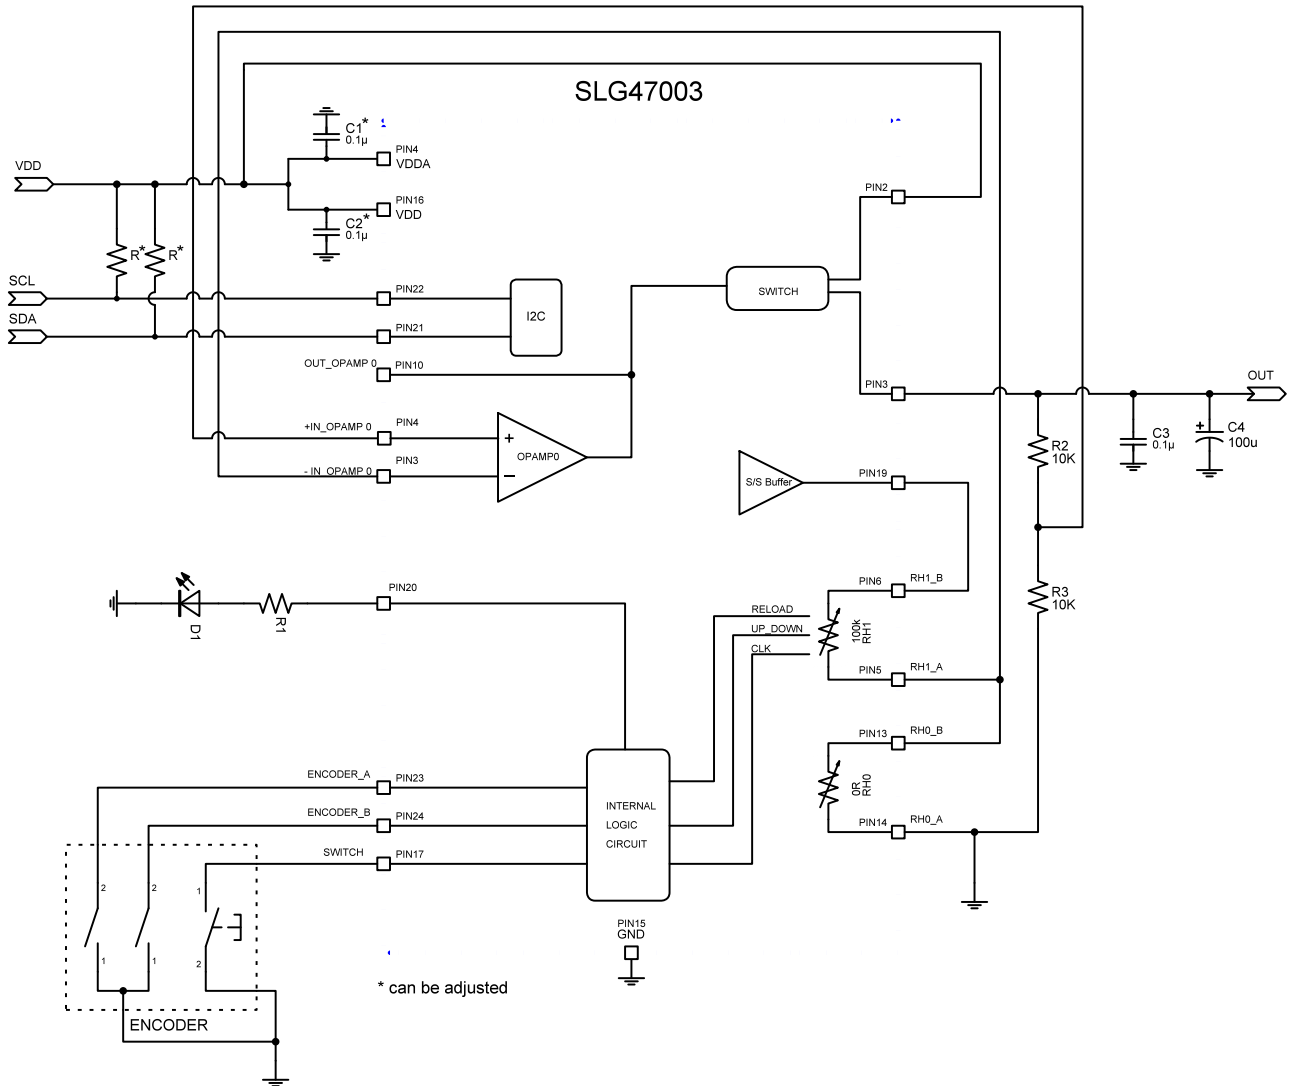 SLG47003
C1*
0.1µ
PIN4
VDDA
VDD
PIN16
VDD
C2*
0.1µ
PIN2
R*
R*
SCL
PIN22
SWITCH
I2C
SDA
PIN21
OUT_OPAMP 0
PIN10
PIN3
OUT
+IN_OPAMP 0
PIN4
+
OPAMP0
−
- IN_OPAMP 0
PIN3
R2
10K
C3
0.1µ
+
C4
100u
S/S Buffer
PIN19
PIN20
D1
R1
PIN6
RH1_B
R3
10K
RELOAD
UP_DOWN
CLK
100k
RH1
PIN5
RH1_A
PIN13
RH0_B
0R
RH0
PIN14
RH0_A
ENCODER_A
PIN23
ENCODER_B
PIN24
SWITCH
PIN17
INTERNAL
LOGIC
CIRCUIT
2
2
1
1
1
2
PIN15
GND
* can be adjusted
ENCODER